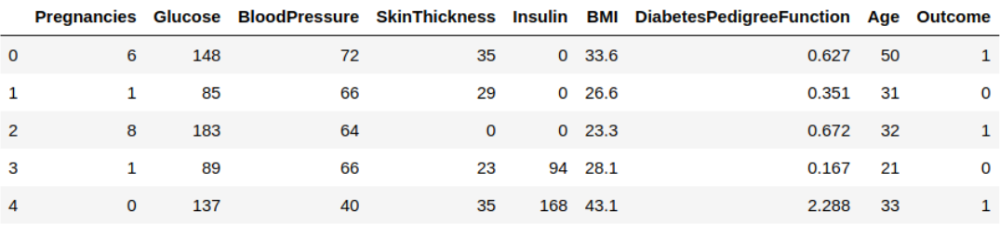 Pregnancies Glucose BloodPressure SkinThickness Insulin BMI DiabetesPedigreeFunction Age Outcome
0 6 148 72 35 0 33.6 0.627 50 1
1 1 85 66 29 0 26.6 0.351 31 0
2 8 183 64 0 0 23.3 0.672 32 1
3 1 89 66 23 94 28.1 0.167 21 0
4 0 137 40 35 168 43.1 2.288 33 1